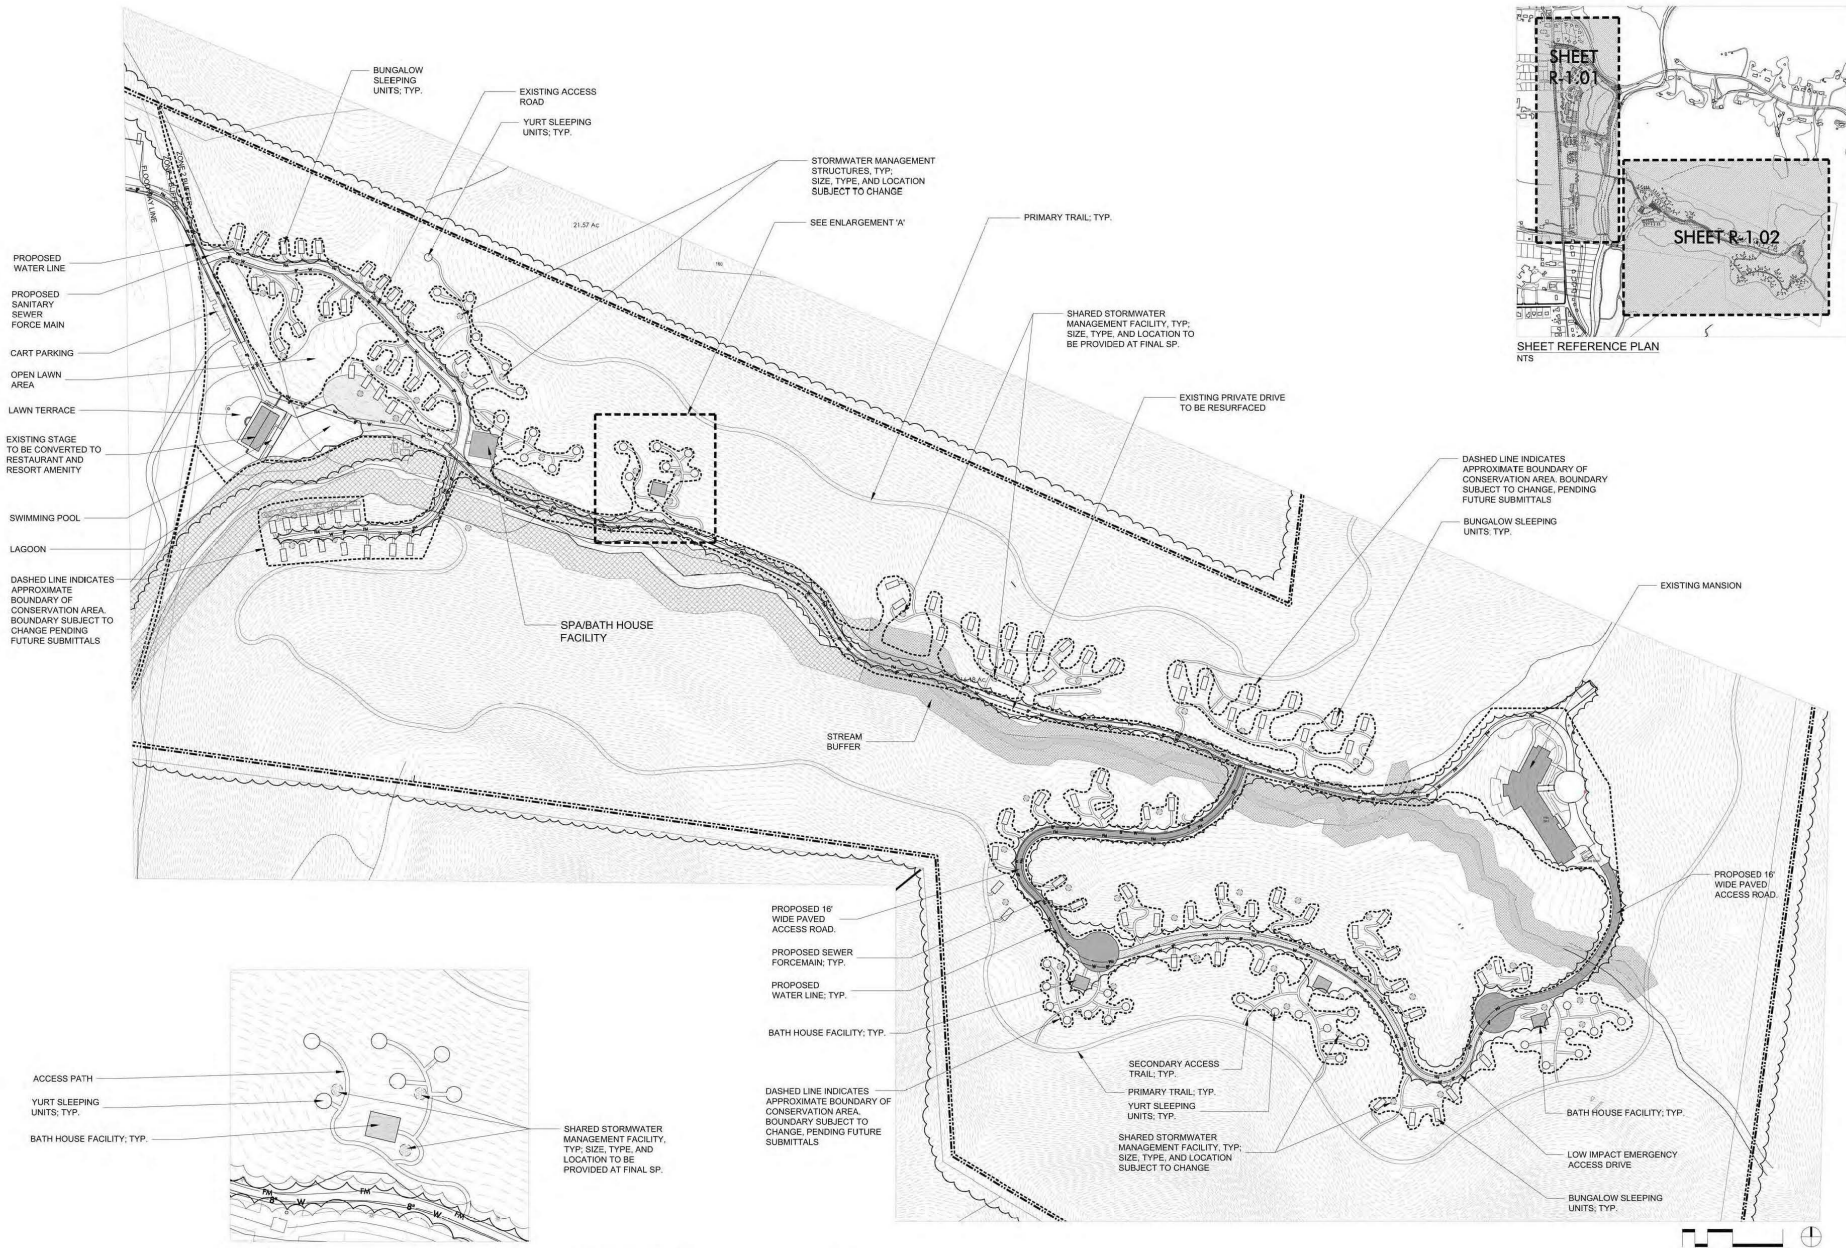 BUNGALOW
SLEEPING
UNITS; TYP.
EXISTING ACCESS
ROAD
YURT SLEEPING
UNITS; TYP.
STORMWATER MANAGEMENT
STRUCTURES, TYP;
SIZE, TYPE, AND LOCATION
SUBJECT TO CHANGE
SEE ENLARGEMENT 'A'
PRIMARY TRAIL; TYP.
21.57 Ac
SHEET
R-1.01
SHEET R-1.02
SHEET REFERENCE PLAN
NTS
ZONE 2 BUFFER
FLOODWAY LINE
PROPOSED
WATER LINE
PROPOSED
SANITARY
SEWER
FORCE MAIN
CART PARKING
OPEN LAWN
AREA
LAWN TERRACE
EXISTING STAGE
TO BE CONVERTED TO
RESTAURANT AND
RESORT AMENITY
SWIMMING POOL
LAGOON
DASHED LINE INDICATES
APPROXIMATE
BOUNDARY OF
CONSERVATION AREA.
BOUNDARY SUBJECT TO
CHANGE PENDING
FUTURE SUBMITTALS
SHARED STORMWATER
MANAGEMENT FACILITY, TYP;
SIZE, TYPE, AND LOCATION TO
BE PROVIDED AT FINAL SP.
EXISTING PRIVATE DRIVE
TO BE RESURFACED
DASHED LINE INDICATES
APPROXIMATE BOUNDARY OF
CONSERVATION AREA. BOUNDARY
SUBJECT TO CHANGE, PENDING
FUTURE SUBMITTALS
BUNGALOW SLEEPING
UNITS; TYP.
EXISTING MANSION
SPA/BATH HOUSE
FACILITY
STREAM
BUFFER
PROPOSED 16'
WIDE PAVED
ACCESS ROAD.
PROPOSED 16'
WIDE PAVED
ACCESS ROAD.
PROPOSED SEWER
FORCEMAIN; TYP.
PROPOSED
WATER LINE; TYP.
BATH HOUSE FACILITY; TYP.
DASHED LINE INDICATES
APPROXIMATE BOUNDARY OF
CONSERVATION AREA.
BOUNDARY SUBJECT TO
CHANGE, PENDING FUTURE
SUBMITTALS
SECONDARY ACCESS
TRAIL; TYP.
PRIMARY TRAIL; TYP.
YURT SLEEPING
UNITS; TYP.
SHARED STORMWATER
MANAGEMENT FACILITY, TYP;
SIZE, TYPE, AND LOCATION
SUBJECT TO CHANGE
BATH HOUSE FACILITY; TYP.
LOW IMPACT EMERGENCY
ACCESS DRIVE
BUNGALOW SLEEPING
UNITS; TYP.
ACCESS PATH
YURT SLEEPING
UNITS; TYP.
BATH HOUSE FACILITY; TYP.
SHARED STORMWATER
MANAGEMENT FACILITY,
TYP; SIZE, TYPE, AND
LOCATION TO BE
PROVIDED AT FINAL SP.
FM
8"
W
FM
8"
W
FM